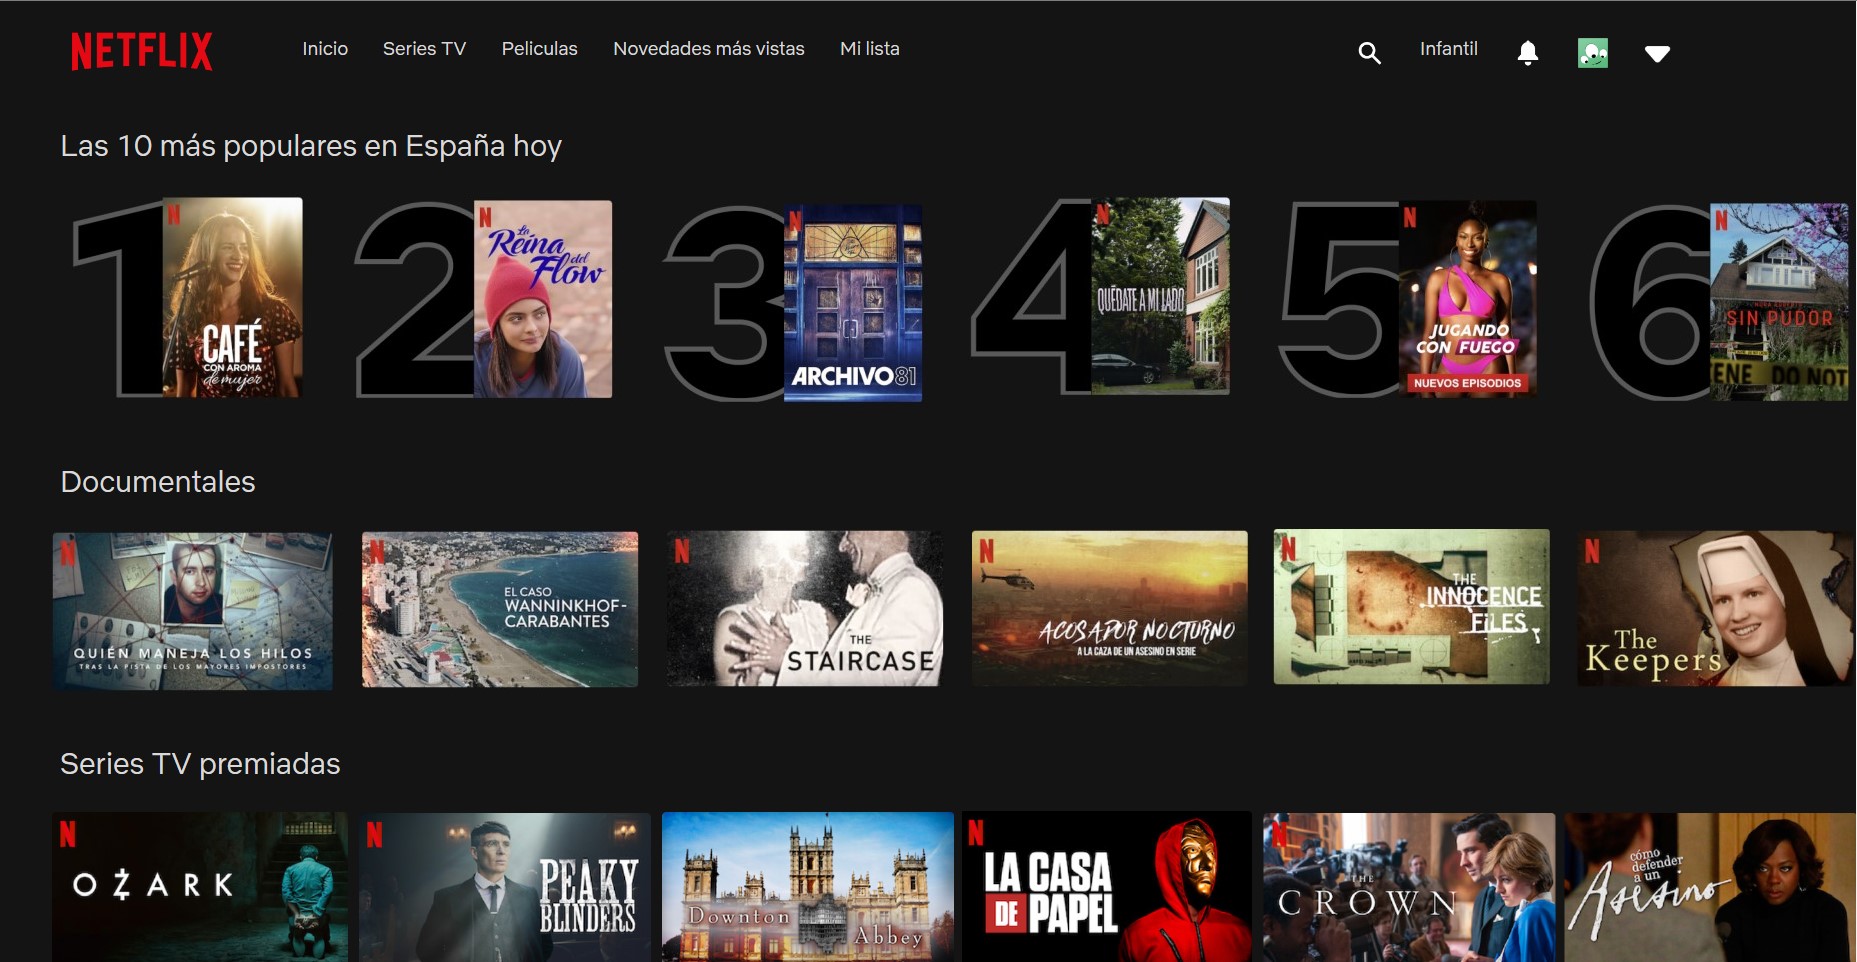 NETFLIX
Inicio
Series TV
Peliculas
Novedades más vistas
Mi lista
Infantil
Las 10 más populares en España hoy
1
N
CAFÉ
CON AROMA
de mujer
2
N
La
Reina
del
Flow
3
N
ARCHIVO 81
4
N
QUÉDATE A MI LADO
5
N
JUGANDO
CON FUEGO
NUEVOS EPISODIOS
6
N
SIN PUDOR
ENE DO NOT
Documentales
N
QUIÉN MANEJA LOS HILOS
TRAS LA PISTA DE LOS MAYORES IMPOSTORES
N
EL CASO
WANNINKHOF-
CARABANTES
N
THE
STAIRCASE
N
ACOSADOR NOCTURNO
A LA CAZA DE UN ASESINO EN SERIE
N
THE
INNOCENCE
FILES
N
The
Keepers
Series TV premiadas
N
OZARK
N
PEAKY
BLINDERS
Downton
Abbey
N
LA CASA
DE PAPEL
N
THE
CROWN
cómo
defender
a un
Asesino